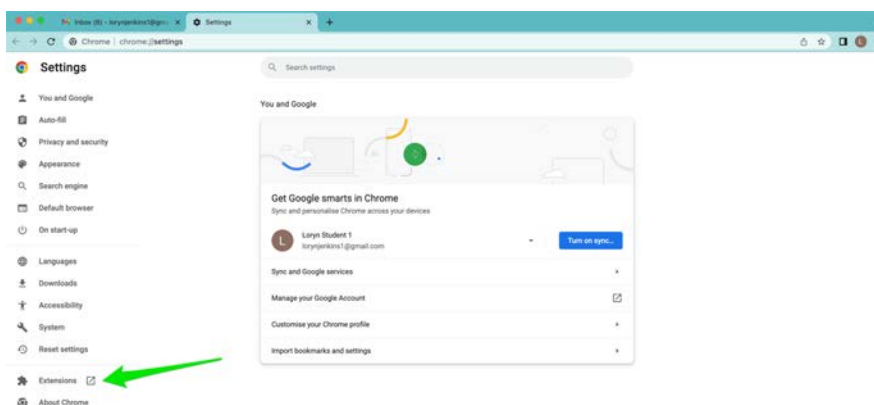 Inbox (6) - lorynjenkins1@gm
Settings
Chrome | chrome://settings
L
Settings
Search settings
You and Google
Auto-fill
Privacy and security
Appearance
Search engine
Default browser
On start-up
Languages
Downloads
Accessibility
System
Reset settings
Extensions
About Chrome
You and Google
Get Google smarts in Chrome
Sync and personalise Chrome across your devices
L
Loryn Student 1
lorynjenkins1@gmail.com
Turn on sync...
Sync and Google services
Manage your Google Account
Customise your Chrome profile
Import bookmarks and settings